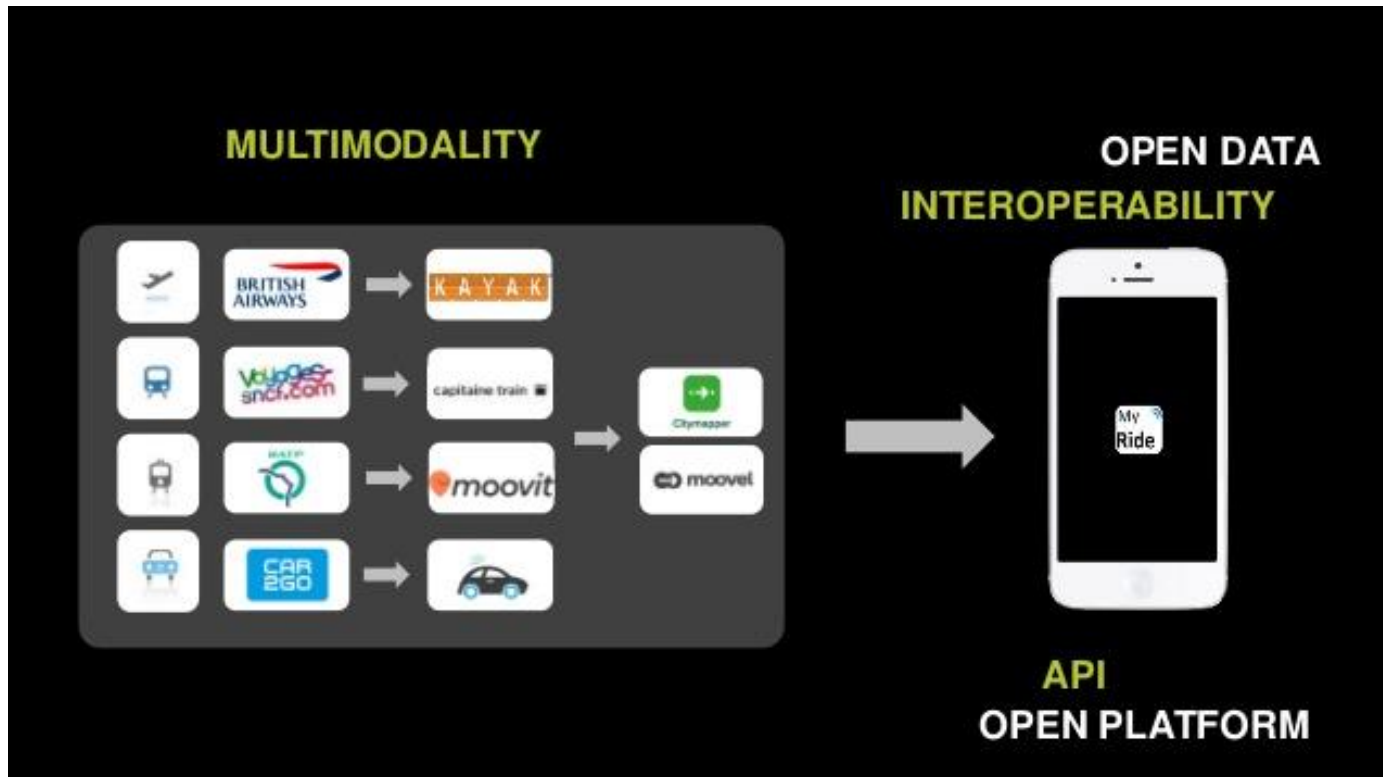 MULTIMODALITY
OPEN DATA
INTEROPERABILITY
BRITISH
AIRWAYS
KAYAK
Voyages-
sncf.com
capitaine train
RATP
moovit
CAR
2GO
Citymapper
moovel
My
Ride
API
OPEN PLATFORM